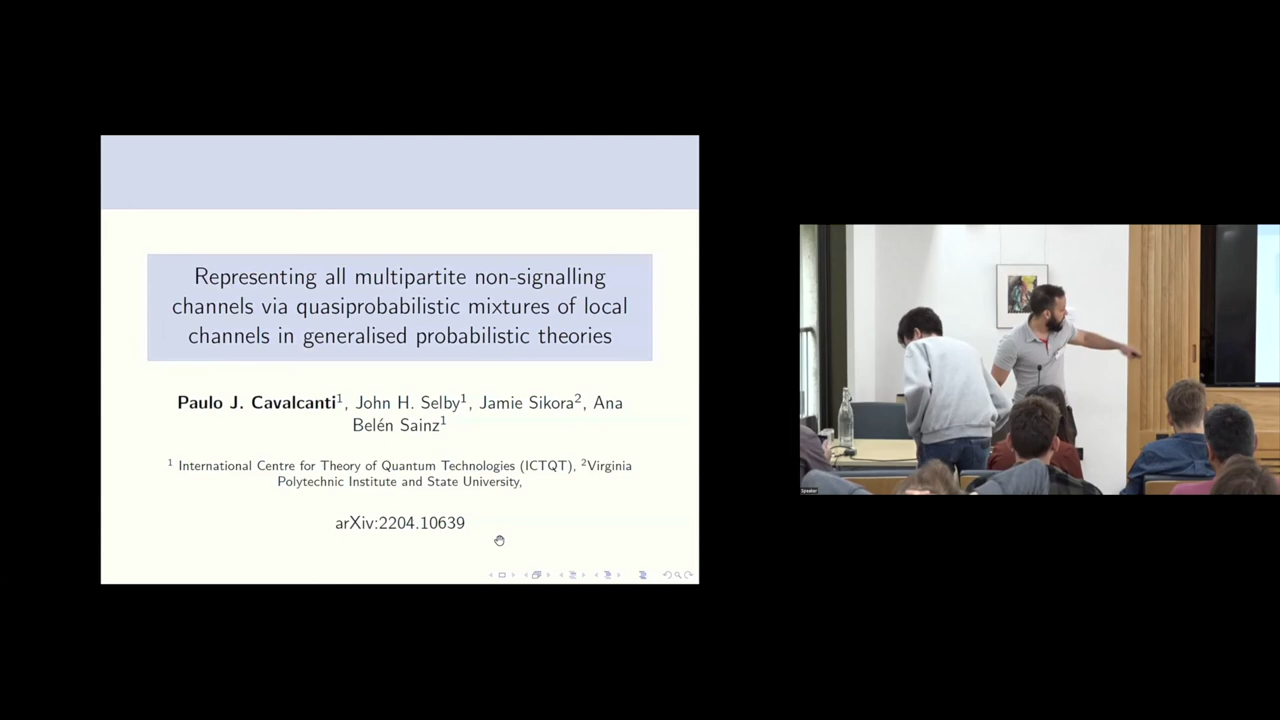 Representing all multipartite non-signalling
channels via quasiprobabilistic mixtures of local
channels in generalised probabilistic theories
Paulo J. Cavalcanti¹, John H. Selby¹, Jamie Sikora², Ana
Belén Sainz¹
¹ International Centre for Theory of Quantum Technologies (ICTQT), ²Virginia
Polytechnic Institute and State University,
arXiv:2204.10639
Speaker